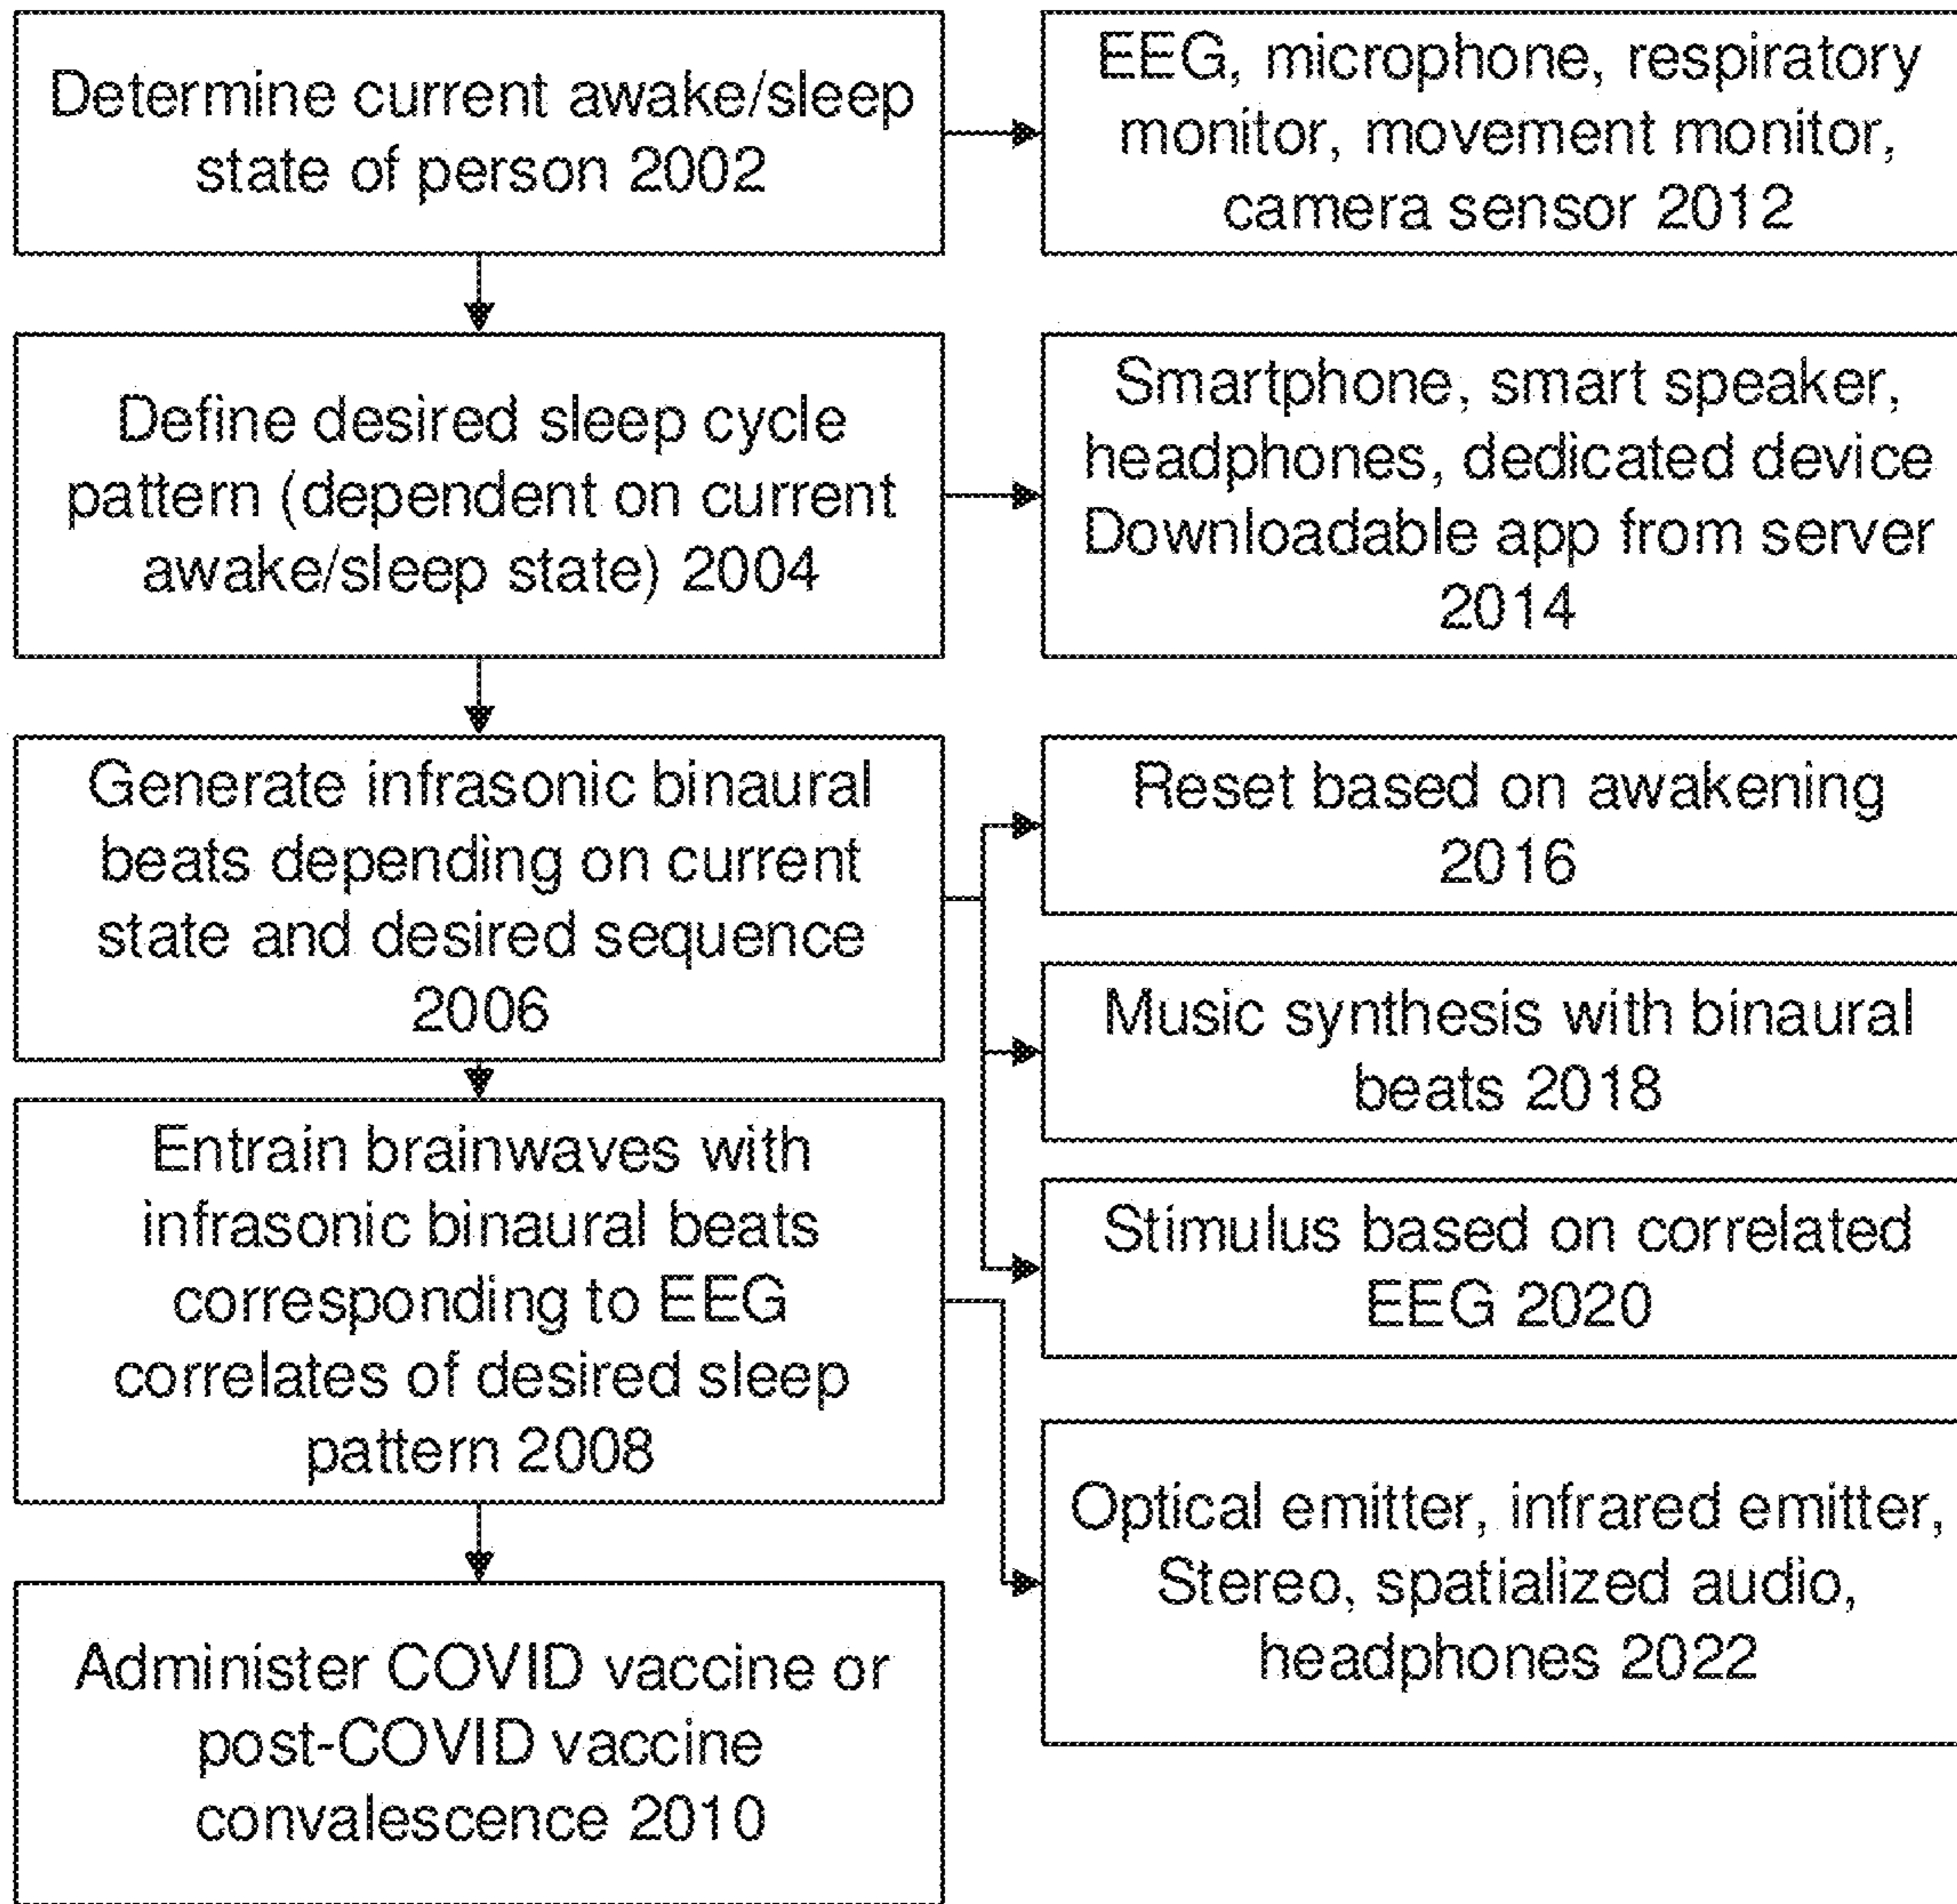 Determine current awake/sleep
state of person 2002
EEG, microphone, respiratory
monitor, movement monitor,
camera sensor 2012
Define desired sleep cycle
pattern (dependent on current
awake/sleep state) 2004
Smartphone, smart speaker,
headphones, dedicated device
Downloadable app from server
2014
Generate infrasonic binaural
beats depending on current
state and desired sequence
2006
Reset based on awakening
2016
Music synthesis with binaural
beats 2018
Stimulus based on correlated
EEG 2020
Entrain brainwaves with
infrasonic binaural beats
corresponding to EEG
correlates of desired sleep
pattern 2008
Optical emitter, infrared emitter,
Stereo, spatialized audio,
headphones 2022
Administer COVID vaccine or
post-COVID vaccine
convalescence 2010